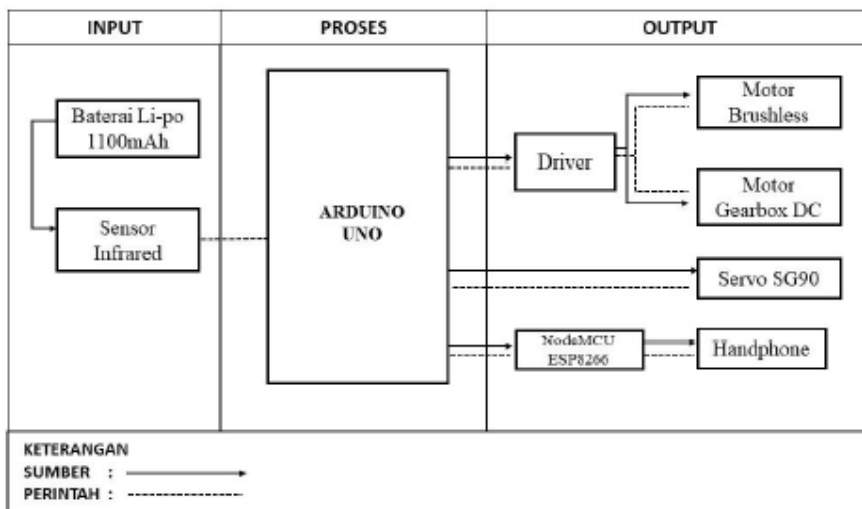 INPUT
PROSES
OUTPUT
Baterai Li-po
1100mAh
Sensor
Infrared
ARDUINO
UNO
Driver
Motor
Brushless
Motor
Gearbox DC
Servo SG90
NodeMCU
ESP8266
Handphone
KETERANGAN
SUMBER :
PERINTAH :